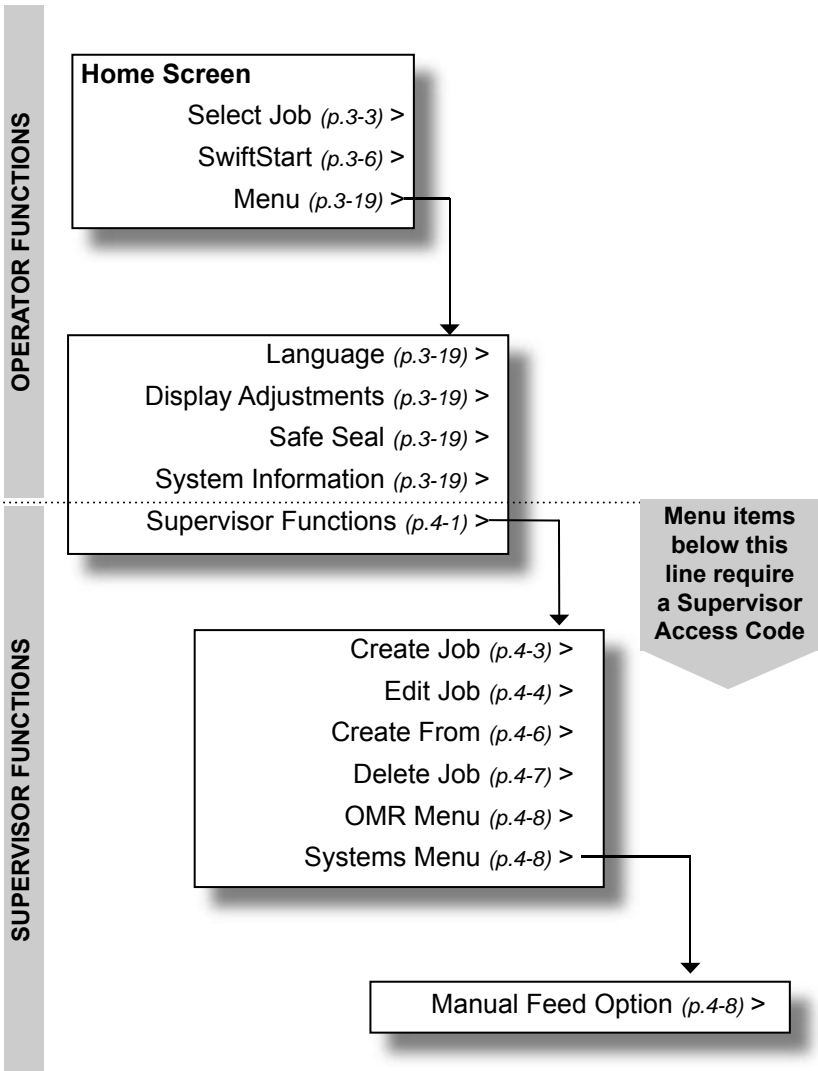 OPERATOR FUNCTIONS
Home Screen
Select Job (p.3-3) >
SwiftStart (p.3-6) >
Menu (p.3-19) >
Language (p.3-19) >
Display Adjustments (p.3-19) >
Safe Seal (p.3-19) >
System Information (p.3-19) >
Supervisor Functions (p.4-1) >
Menu items
below this
line require
a Supervisor
Access Code
SUPERVISOR FUNCTIONS
Create Job (p.4-3) >
Edit Job (p.4-4) >
Create From (p.4-6) >
Delete Job (p.4-7) >
OMR Menu (p.4-8) >
Systems Menu (p.4-8) >
Manual Feed Option (p.4-8) >